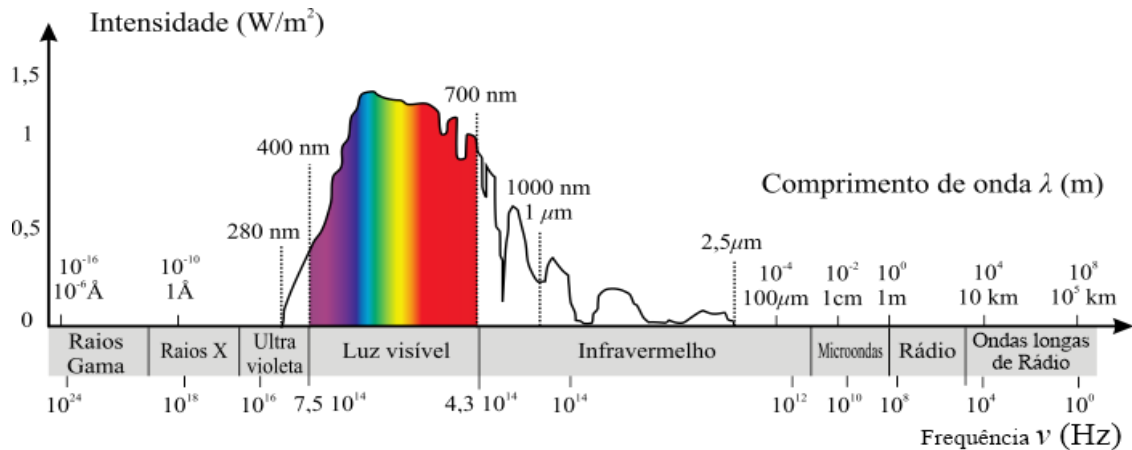 Intensidade (W/m²)
1,5
1
0,5
0
280 nm
400 nm
700 nm
1000 nm
1 μm
2,5μm
Comprimento de onda λ (m)
10⁻¹⁶ 10⁻¹⁰ 10⁻⁴ 10⁻² 10⁰ 10⁴ 10⁸
10⁻⁶Å 1Å 100μm 1cm 1m 10 km 10⁵ km
Raios Gama
Raios X
Ultra violeta
Luz visível
Infravermelho
Microondas
Rádio
Ondas longas de Rádio
10²⁴ 10¹⁸ 10¹⁶ 7,5 10¹⁴ 4,3 10¹⁴ 10¹⁴ 10¹² 10¹⁰ 10⁸ 10⁴ 10⁰
Frequência ν (Hz)